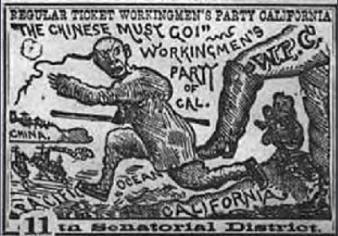 REGULAR TICKET WORKINGMEN'S PARTY CALIFORNIA
"THE CHINESE MUST GO!" and
WORKINGMEN'S
PARTY
OF
CAL.
W.P.C.
CHINA.
PACIFIC
OCEAN
CALIFORNIA
11th Senatorial District.